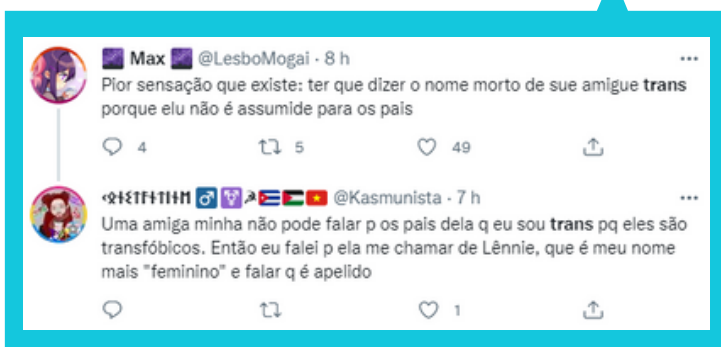 Max @LesboMogai · 8 h
Pior sensação que existe: ter que dizer o nome morto de sue amigue trans
porque elu não é assumide para os pais
4 5 49
@Kasmunista · 7 h
Uma amiga minha não pode falar p os pais dela q eu sou trans pq eles são
transfóbicos. Então eu falei p ela me chamar de Lênnie, que é meu nome
mais "feminino" e falar q é apelido
1